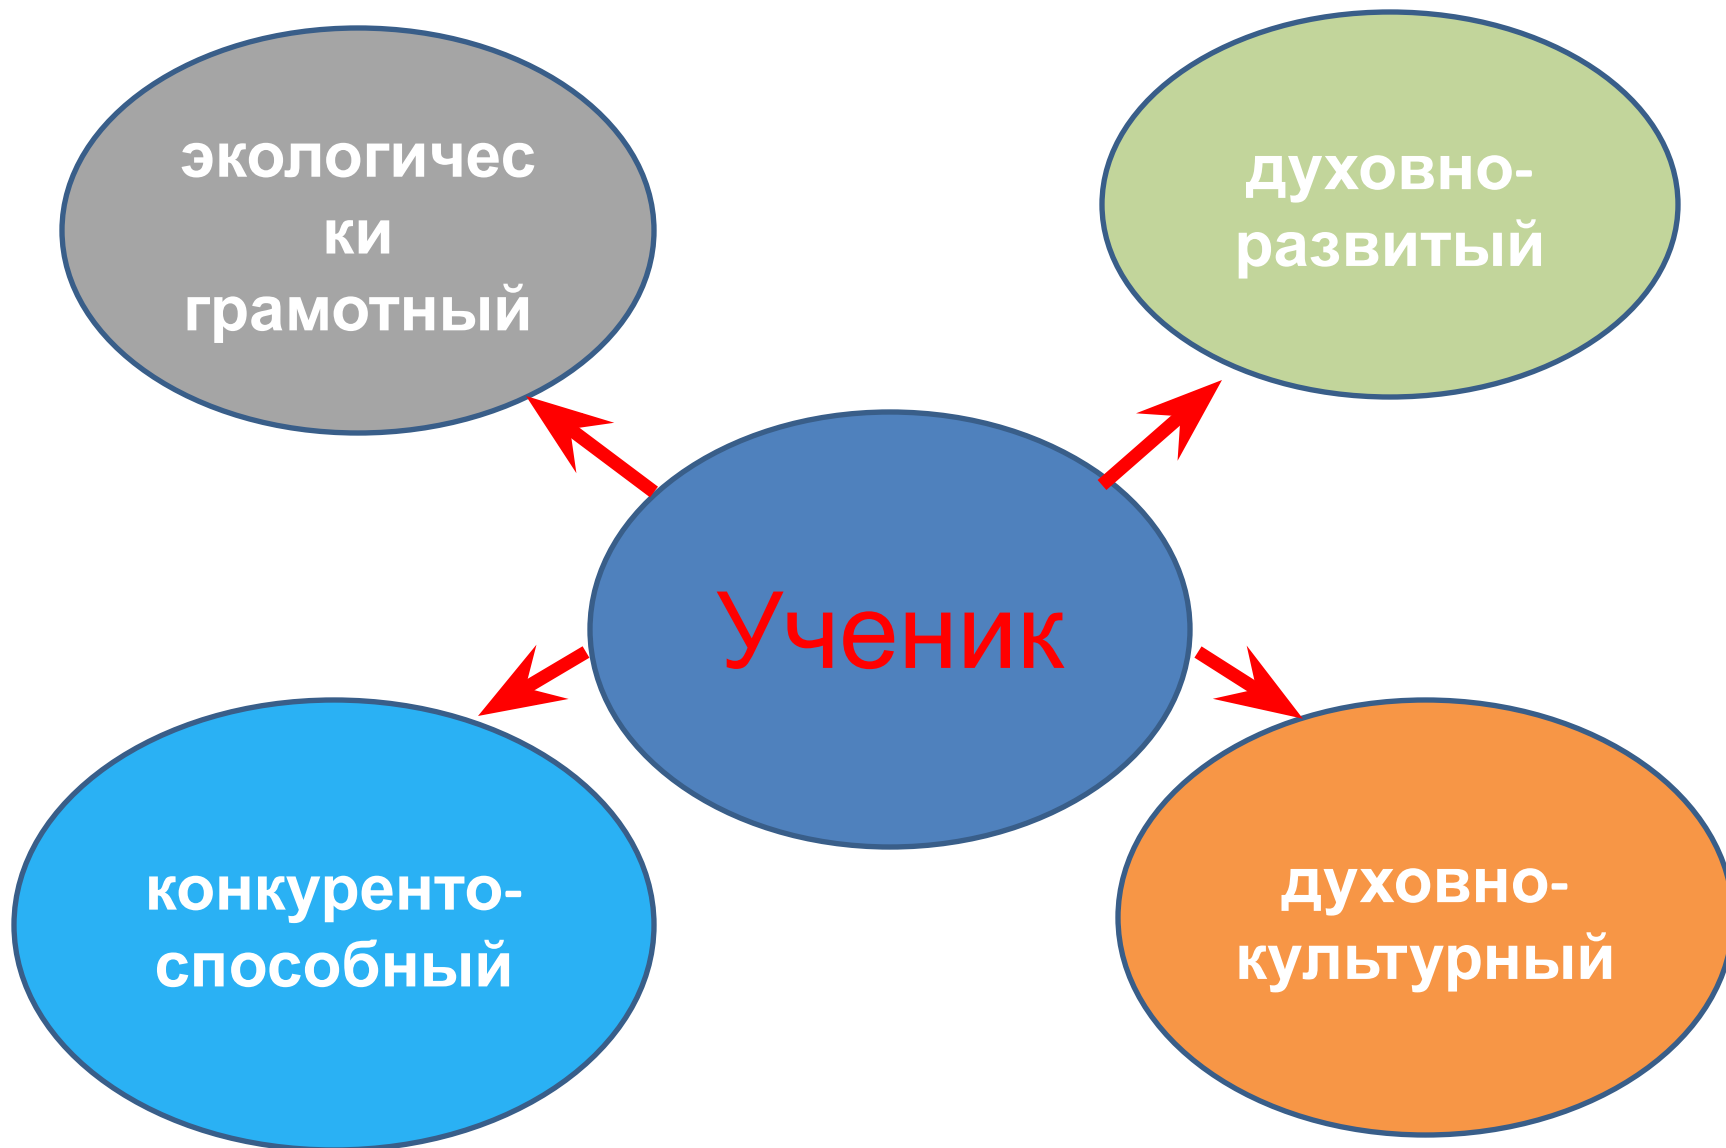 экологичес
ки
грамотный
духовно-
развитый
Ученик
конкуренто-
способный
духовно-
культурный